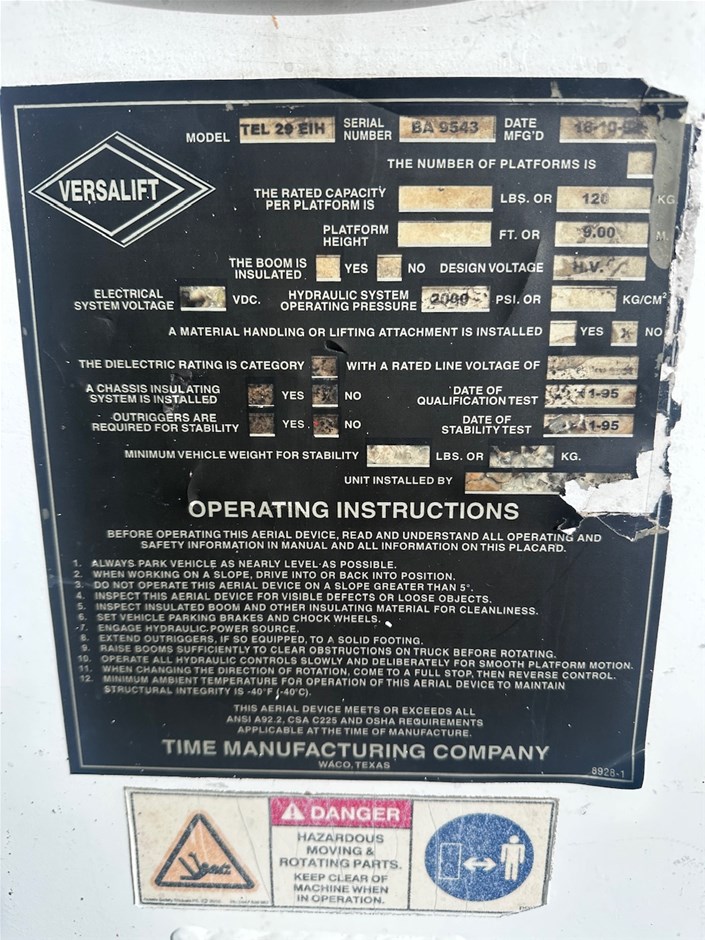 VERSALIFT
MODEL TEL 29 EIH SERIAL NUMBER BA 9543 DATE MFG'D
THE NUMBER OF PLATFORMS IS
THE RATED CAPACITY PER PLATFORM IS LBS. OR KG.
PLATFORM HEIGHT FT. OR 9.00 M.
THE BOOM IS INSULATED YES NO DESIGN VOLTAGE H.V.
ELECTRICAL SYSTEM VOLTAGE VDC. HYDRAULIC SYSTEM OPERATING PRESSURE 2000 PSI. OR KG/CM²
A MATERIAL HANDLING OR LIFTING ATTACHMENT IS INSTALLED YES X NO
THE DIELECTRIC RATING IS CATEGORY WITH A RATED LINE VOLTAGE OF
A CHASSIS INSULATING SYSTEM IS INSTALLED YES NO DATE OF QUALIFICATION TEST 1-95
OUTRIGGERS ARE REQUIRED FOR STABILITY YES NO DATE OF STABILITY TEST 1-95
MINIMUM VEHICLE WEIGHT FOR STABILITY LBS. OR KG.
UNIT INSTALLED BY
OPERATING INSTRUCTIONS
BEFORE OPERATING THIS AERIAL DEVICE, READ AND UNDERSTAND ALL OPERATING AND
SAFETY INFORMATION IN MANUAL AND ALL INFORMATION ON THIS PLACARD.
1. ALWAYS PARK VEHICLE AS NEARLY LEVEL AS POSSIBLE.
2. WHEN WORKING ON A SLOPE, DRIVE INTO OR BACK INTO POSITION.
3. DO NOT OPERATE THIS AERIAL DEVICE ON A SLOPE GREATER THAN 5°.
4. INSPECT THIS AERIAL DEVICE FOR VISIBLE DEFECTS OR LOOSE OBJECTS.
5. INSPECT INSULATED BOOM AND OTHER INSULATING MATERIAL FOR CLEANLINESS.
6. SET VEHICLE PARKING BRAKES AND CHOCK WHEELS.
7. ENGAGE HYDRAULIC POWER SOURCE.
8. EXTEND OUTRIGGERS, IF SO EQUIPPED, TO A SOLID FOOTING.
9. RAISE BOOMS SUFFICIENTLY TO CLEAR OBSTRUCTIONS ON TRUCK BEFORE ROTATING.
10. OPERATE ALL HYDRAULIC CONTROLS SLOWLY AND DELIBERATELY FOR SMOOTH PLATFORM MOTION.
11. WHEN CHANGING THE DIRECTION OF ROTATION, COME TO A FULL STOP, THEN REVERSE CONTROL.
12. MINIMUM AMBIENT TEMPERATURE FOR OPERATION OF THIS AERIAL DEVICE TO MAINTAIN
STRUCTURAL INTEGRITY IS -40°F (-40°C).
THIS AERIAL DEVICE MEETS OR EXCEEDS ALL
ANSI A92.2, CSA C225 AND OSHA REQUIREMENTS
APPLICABLE AT THE TIME OF MANUFACTURE.
TIME MANUFACTURING COMPANY
WACO, TEXAS
8928-1
DANGER
HAZARDOUS
MOVING &
ROTATING PARTS.
KEEP CLEAR OF
MACHINE WHEN
IN OPERATION.